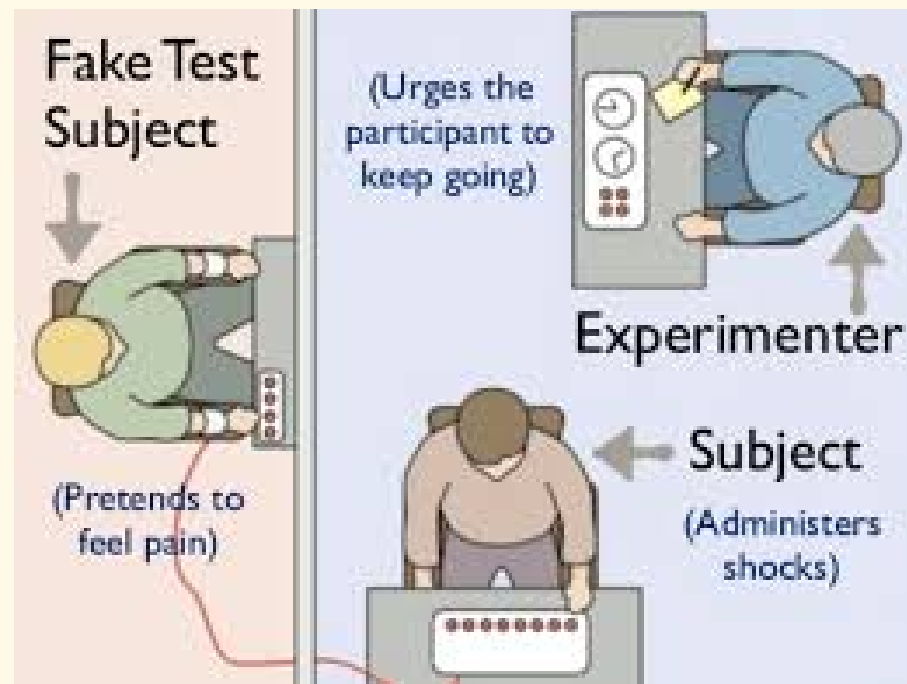 Fake Test
Subject
(Urges the
participant to
keep going)
Experimenter
Subject
(Administers
shocks)
(Pretends to
feel pain)